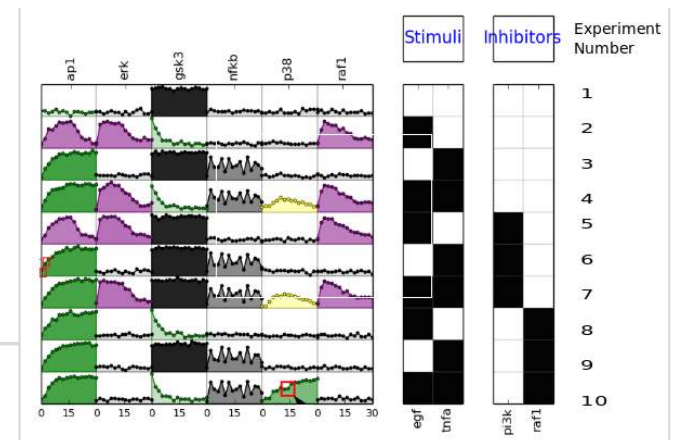 Stimuli
Inhibitors
Experiment
Number
ap1
erk
gsk3
nfkb
p38
raf1
1
2
3
4
5
6
7
8
9
10
0 15 0 15 0 15 0 15 0 15 0 15 30
egf
tnfa
pi3k
raf1